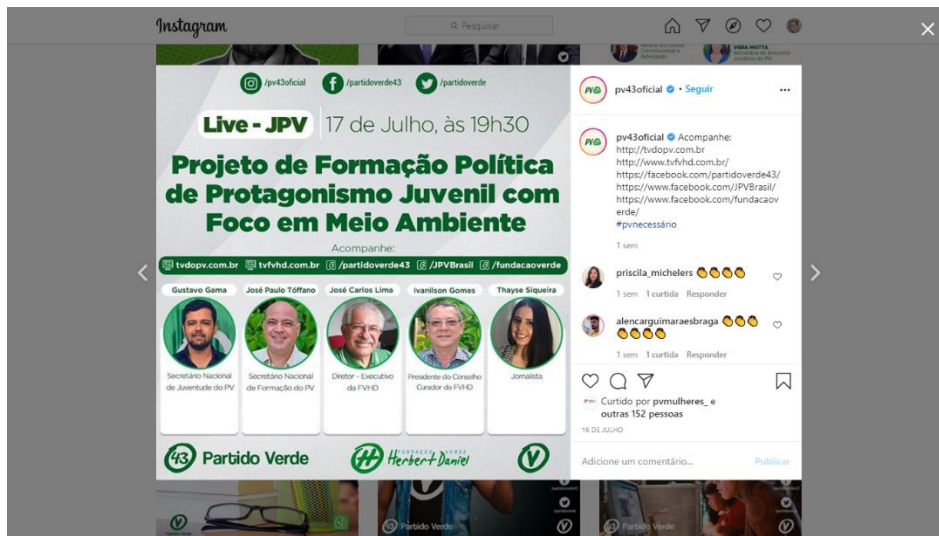 Instagram
Pesquisar
VERA MOTTA
/pv43oficial
/partidoverde43
/partidoverde
Live - JPV
17 de Julho, às 19h30
Projeto de Formação Política
de Protagonismo Juvenil com
Foco em Meio Ambiente
Acompanhe:
tvdopv.com.br
tvfvhd.com.br
/partidoverde43
/JPVBrasil
/fundacaoverde
Gustavo Gama
José Paulo Tóffano
José Carlos Lima
Ivanilson Gomes
Thayse Siqueira
Secretário Nacional
de Juventude do PV
Secretário Nacional
de Formação do PV
Diretor - Executivo
da FVHD
Presidente do Conselho
Curador da FVHD
Jornalista
43
Partido Verde
FUNDAÇÃO VERDE
Herbert Daniel
V
pv43oficial • Seguir
pv43oficial Acompanhe:
http://tvdopv.com.br
http://www.tvfvhd.com.br/
https://facebook.com/partidoverde43/
https://www.facebook.com/JPVBrasil/
https://www.facebook.com/fundacaov
erde/
#pvnecessário
1 sem
priscila_michelers 👏👏👏👏
1 sem 1 curtida Responder
alencarguimaraesbraga 👏👏👏
👏👏👏👏
1 sem 1 curtida Responder
Curtido por pvmulheres_ e
outras 152 pessoas
16 DE JULHO
Adicione um comentário...
Publicar
Partido Verde
Partido Verde